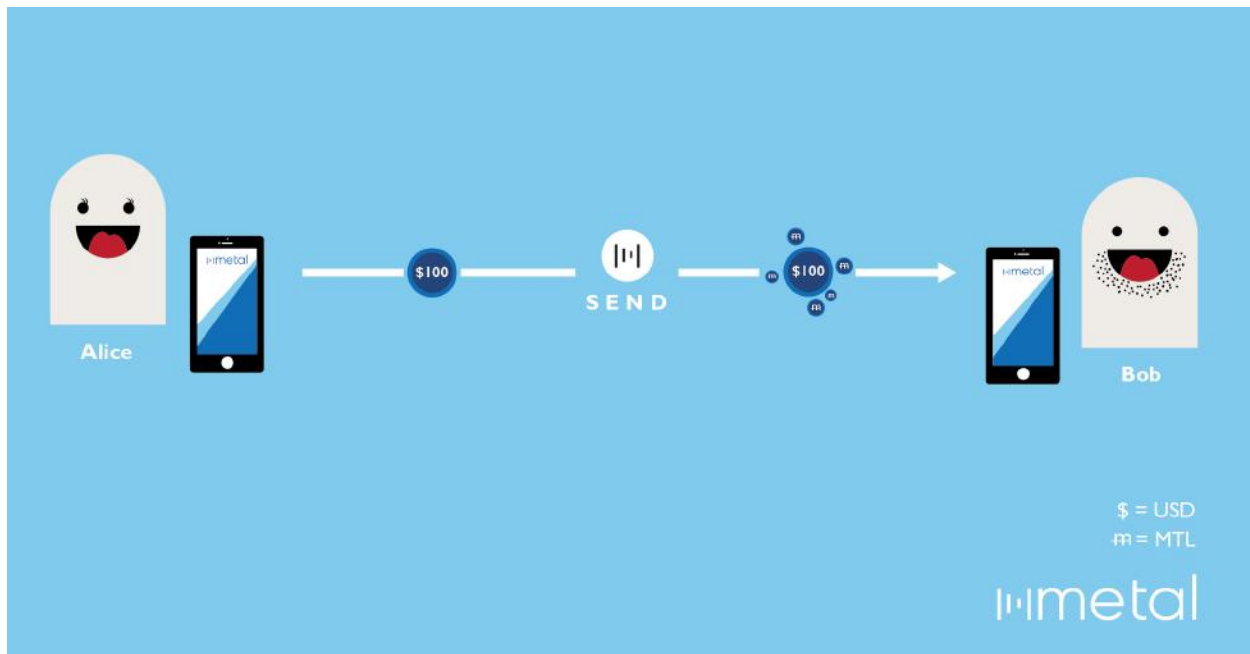 metal
$100
SEND
m
m
m
m
m
$100
metal
Alice
Bob
$ = USD
m = MTL
metal